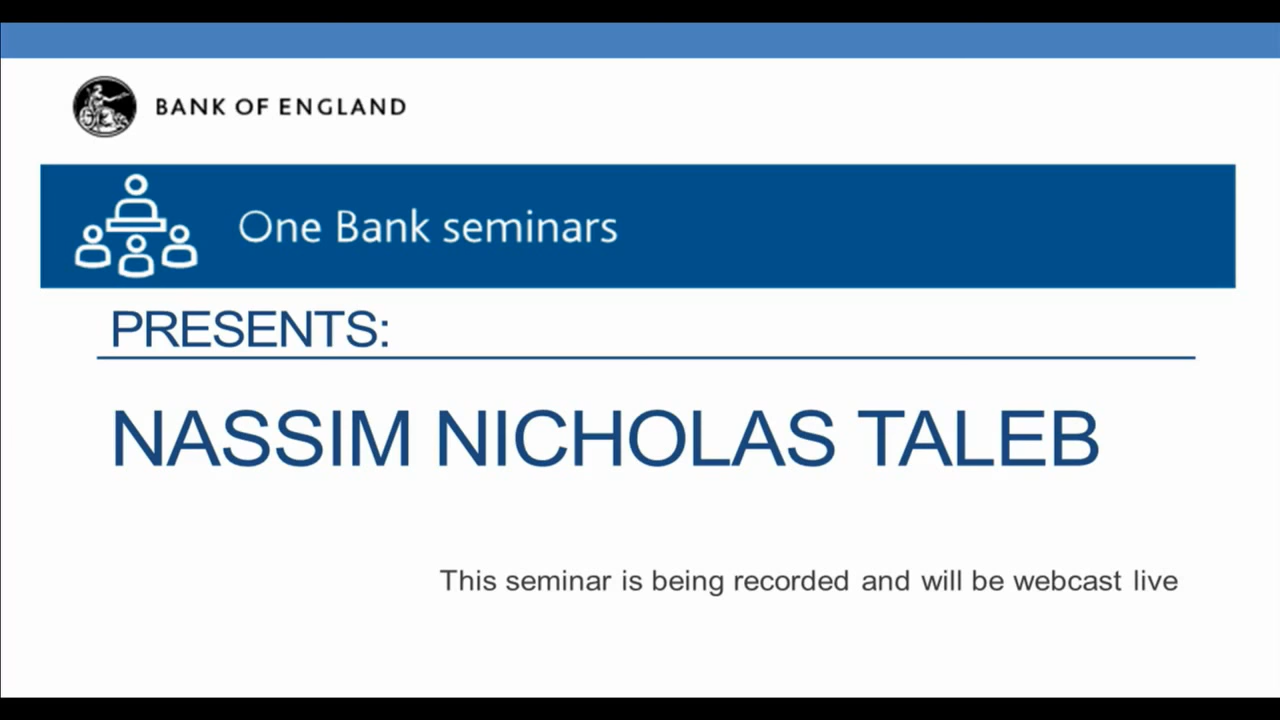 BANK OF ENGLAND
One Bank seminars
PRESENTS:
NASSIM NICHOLAS TALEB
This seminar is being recorded and will be webcast live